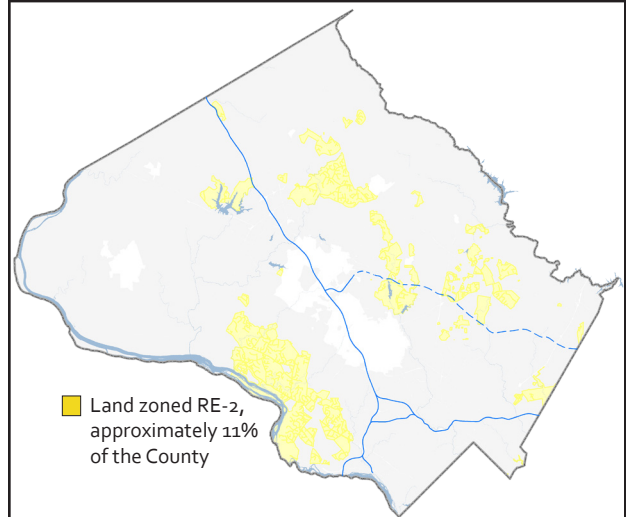 Land zoned RE-2,
approximately 11%
of the County